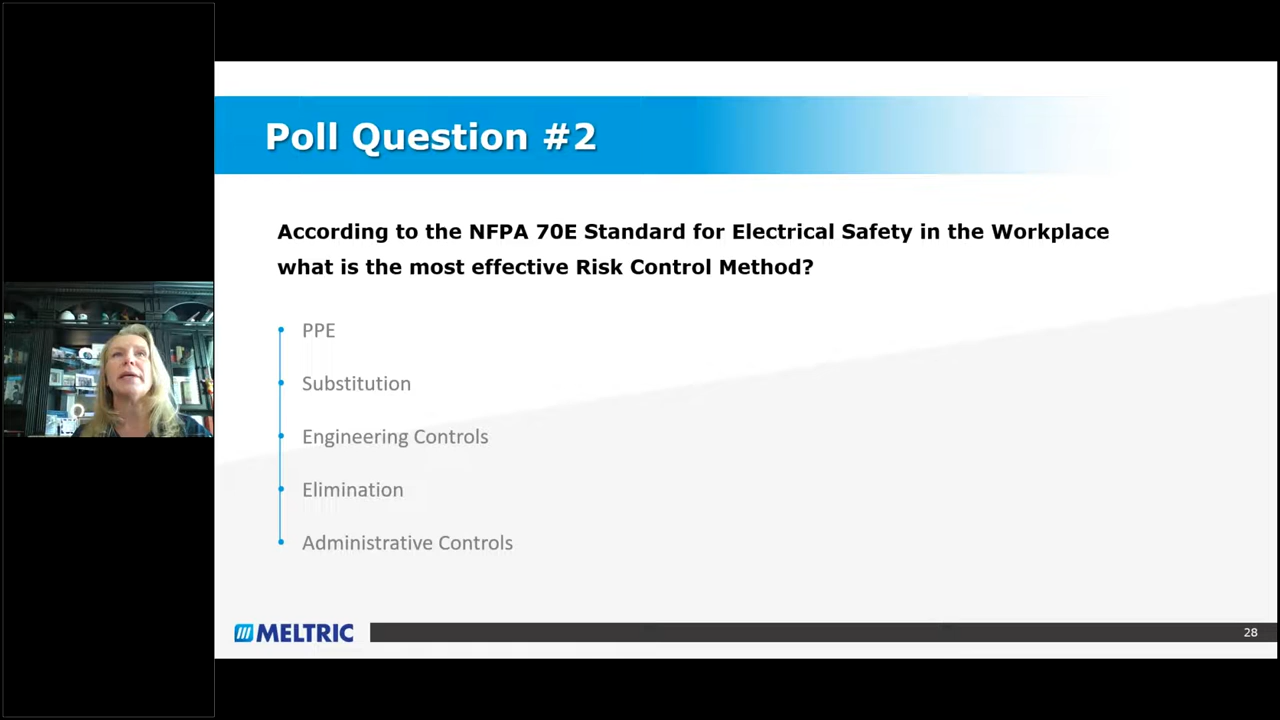 Poll Question #2
According to the NFPA 70E Standard for Electrical Safety in the Workplace
what is the most effective Risk Control Method?
PPE
Substitution
Engineering Controls
Elimination
Administrative Controls
MELTRIC
28